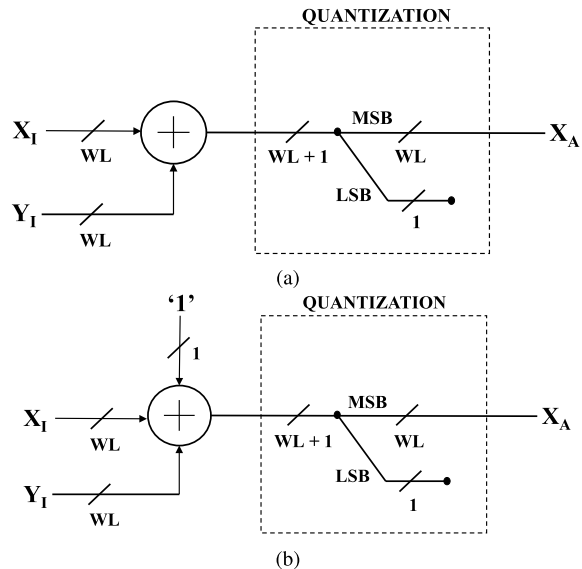 QUANTIZATION
MSB
X_I
WL
WL + 1
WL
X_A
LSB
Y_I
WL
1
(a)
'1'
QUANTIZATION
1
MSB
X_I
WL
WL + 1
WL
X_A
LSB
Y_I
WL
1
(b)